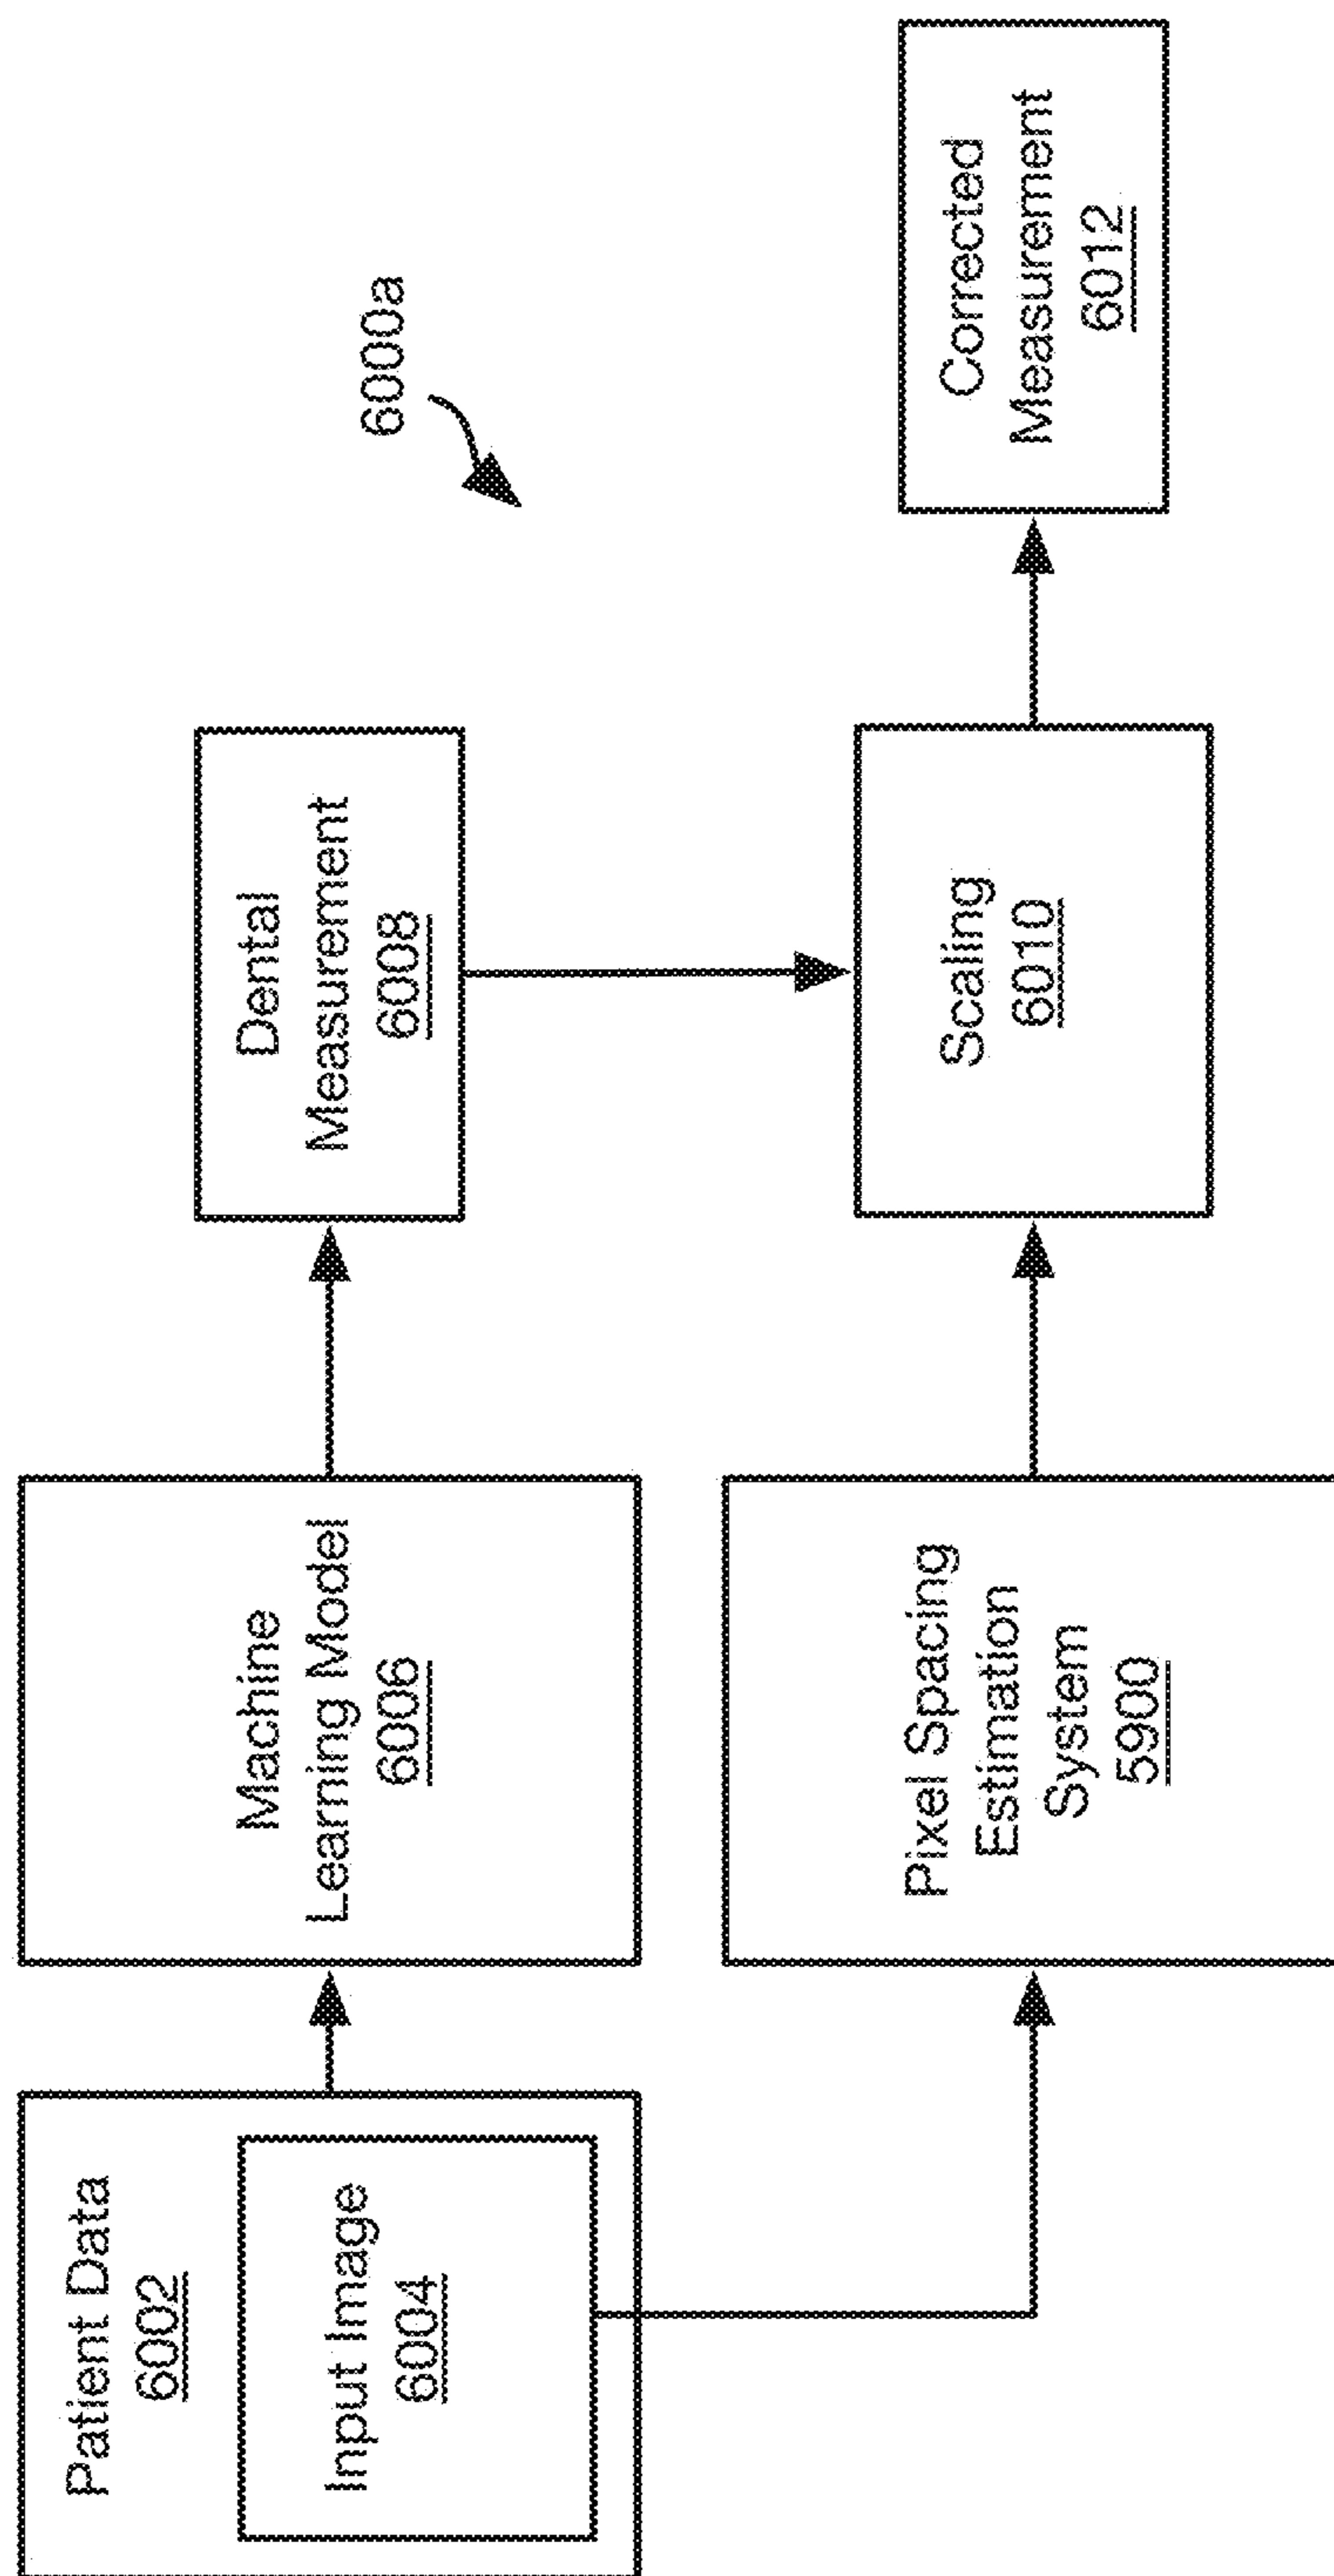 Patient Data
6002
Input Image
6004
Machine
Learning Model
6006
Dental
Measurement
6008
6000a
Pixel Spacing
Estimation
System
5900
Scaling
6010
Corrected
Measurement
6012